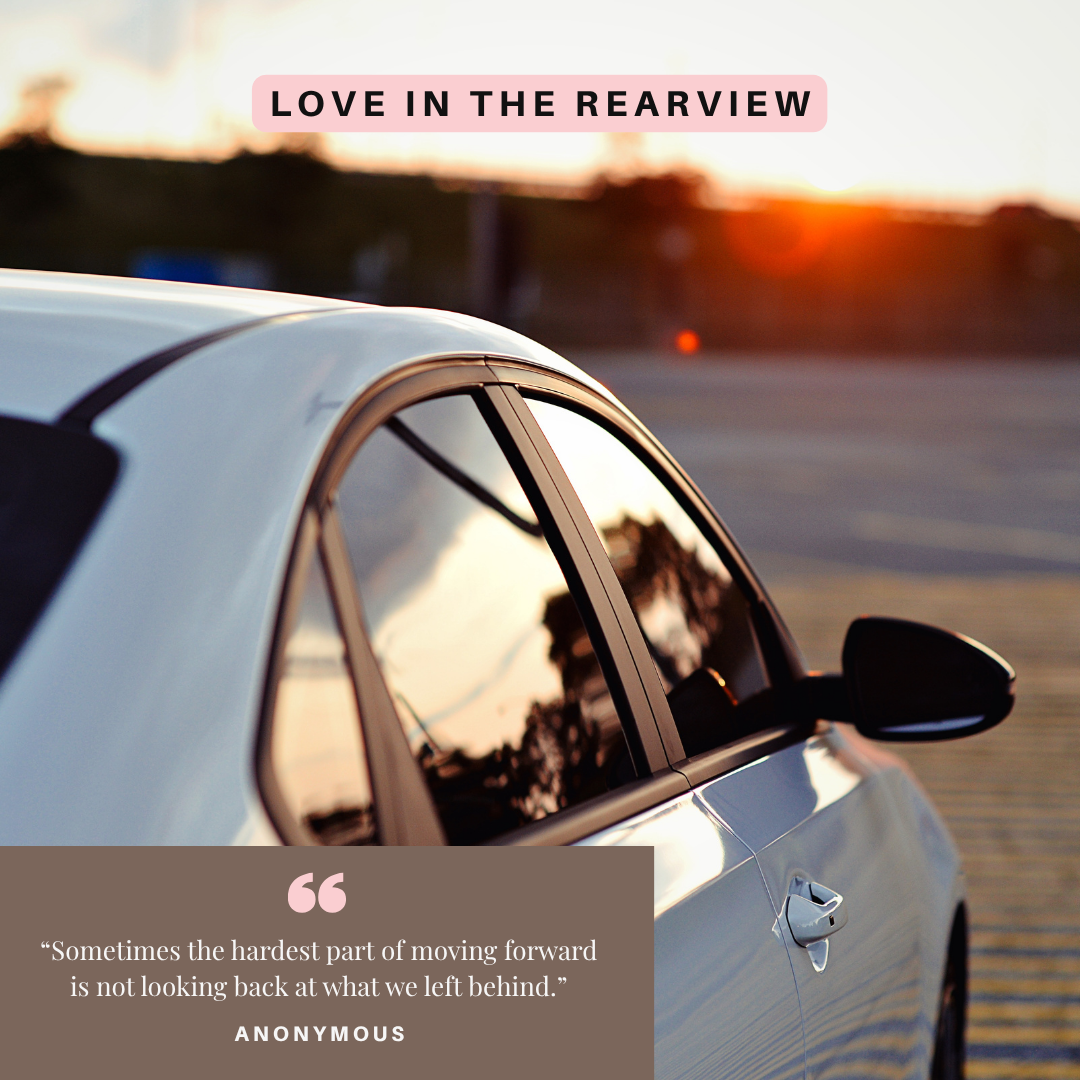 LOVE IN THE REARVIEW
“Sometimes the hardest part of moving forward
is not looking back at what we left behind.”
ANONYMOUS